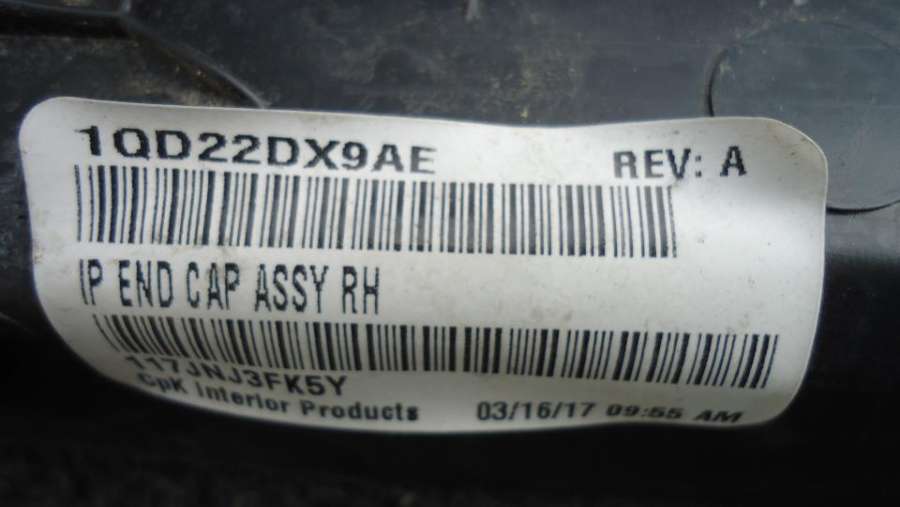 1QD22DX9AE REV: A
IP END CAP ASSY RH
117JNJ3FK5Y
CpK Interior Products 03/16/17 09:55 AM